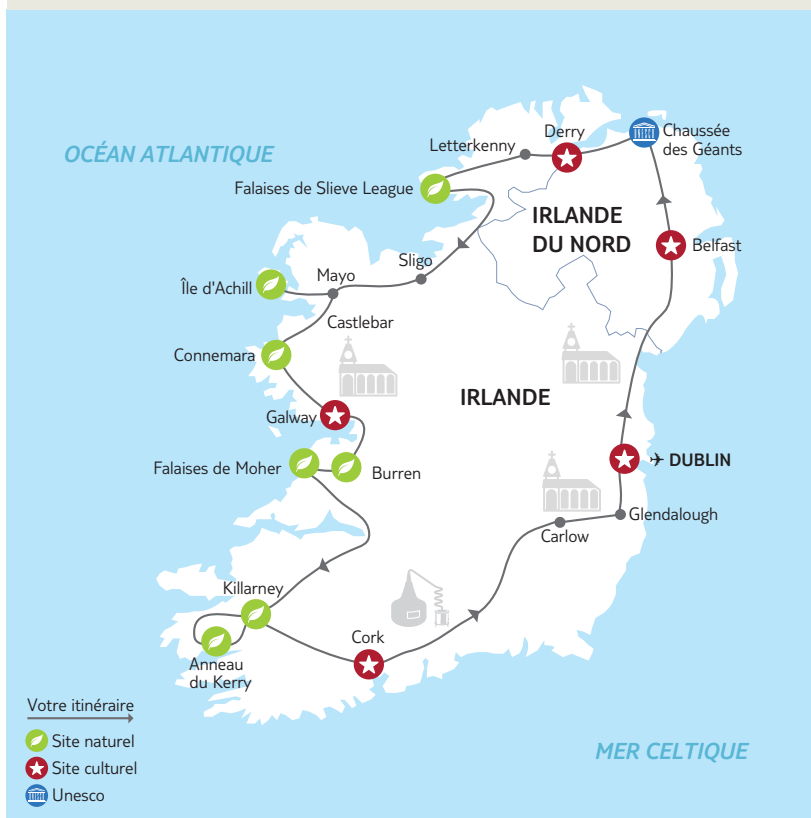 OCÉAN ATLANTIQUE
Letterkenny
Derry
Chaussée
des Géants
Falaises de Slieve League
IRLANDE
DU NORD
Belfast
Sligo
Mayo
Île d'Achill
Castlebar
Connemara
IRLANDE
Galway
Falaises de Moher
Burren
DUBLIN
Glendalough
Carlow
Killarney
Cork
Anneau
du Kerry
Votre itinéraire
Site naturel
Site culturel
Unesco
MER CELTIQUE